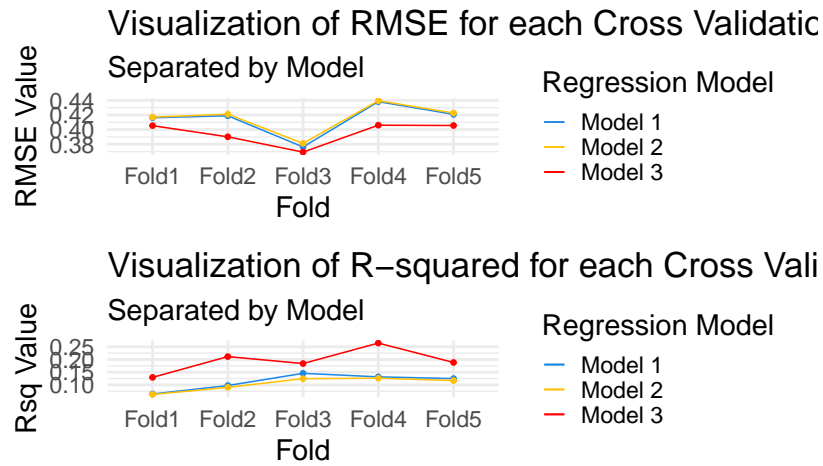 Visualization of RMSE for each Cross Validatio
Separated by Model
RMSE Value
0.44
0.42
0.40
0.38
Fold1 Fold2 Fold3 Fold4 Fold5
Fold
Regression Model
Model 1
Model 2
Model 3
Visualization of R−squared for each Cross Vali
Separated by Model
Rsq Value
0.25
0.20
0.15
0.10
Fold1 Fold2 Fold3 Fold4 Fold5
Fold
Regression Model
Model 1
Model 2
Model 3